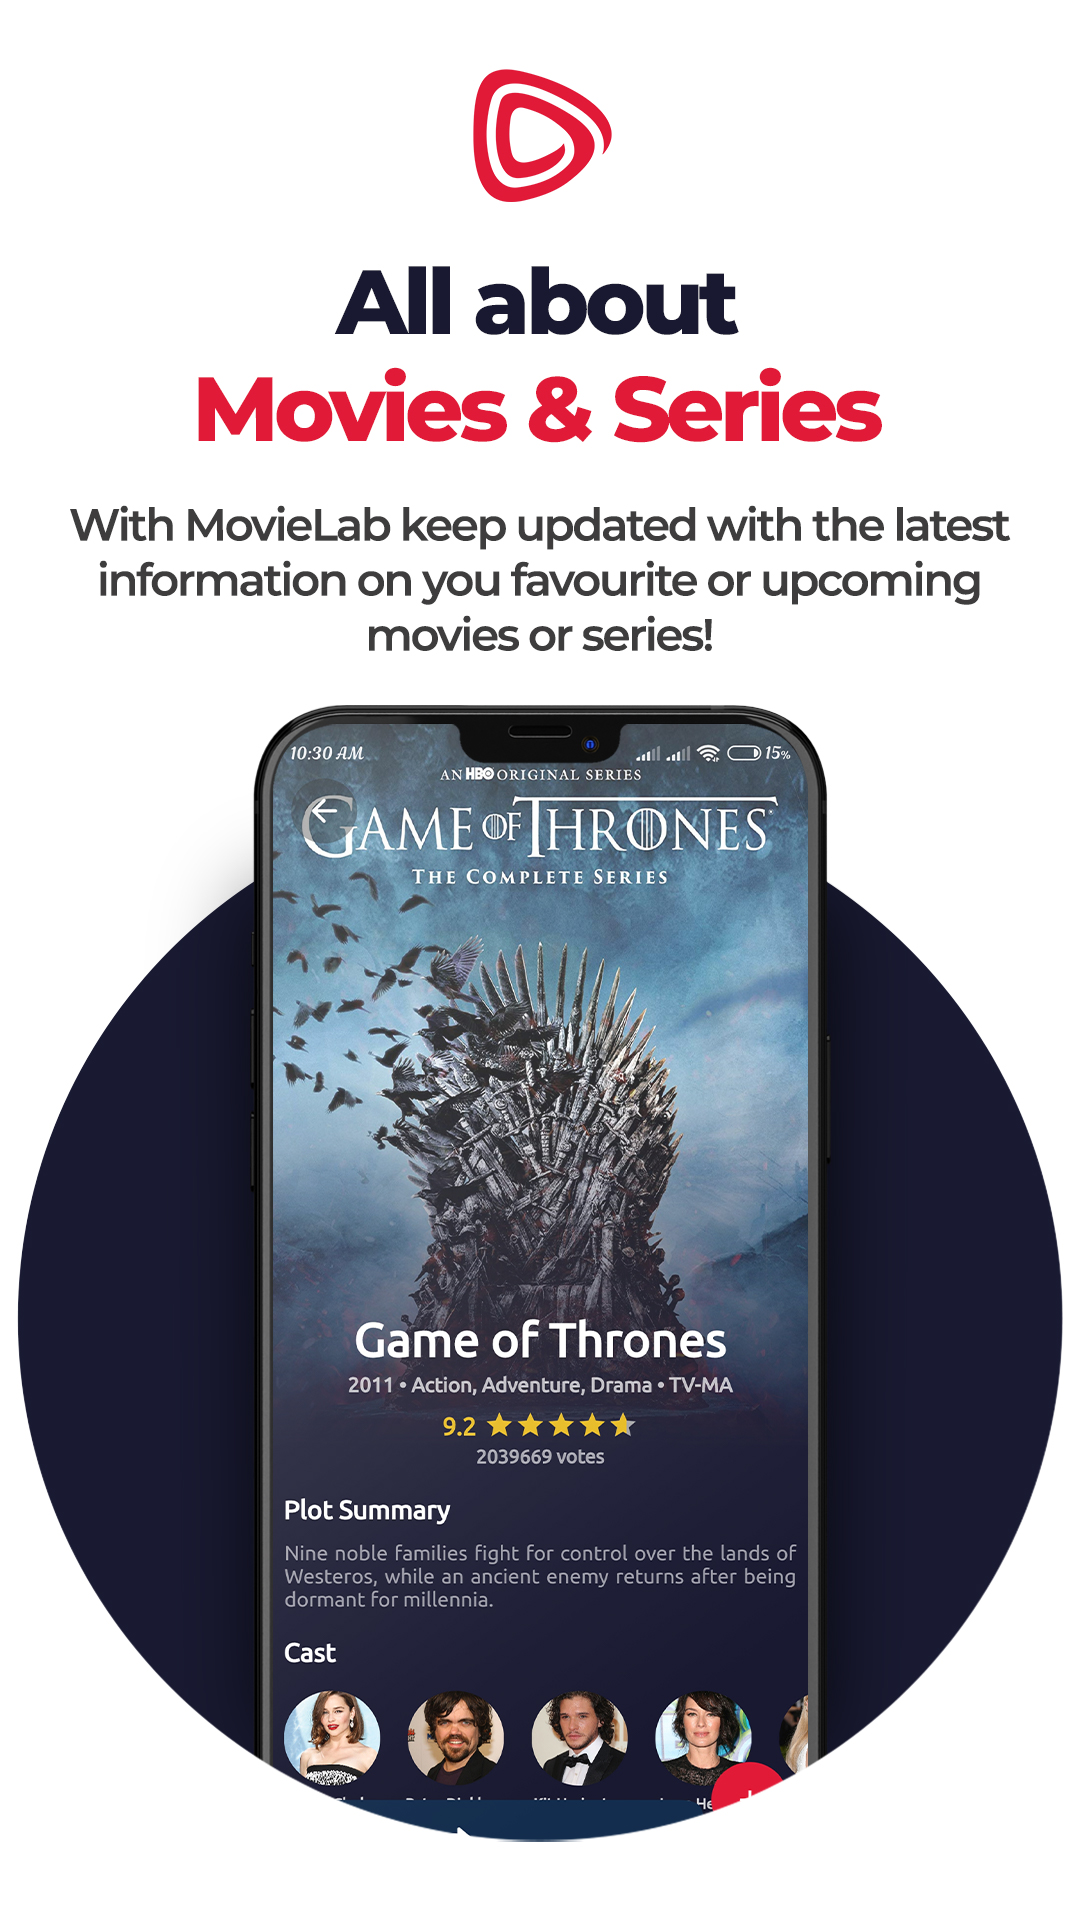 All about
Movies & Series
With MovieLab keep updated with the latest
information on you favourite or upcoming
movies or series!
10:30 AM
15%
AN HBO ORIGINAL SERIES
GAME OF THRONES
THE COMPLETE SERIES
Game of Thrones
2011 • Action, Adventure, Drama • TV-MA
9.2
2039669 votes
Plot Summary
Nine noble families fight for control over the lands of
Westeros, while an ancient enemy returns after being
dormant for millennia.
Cast